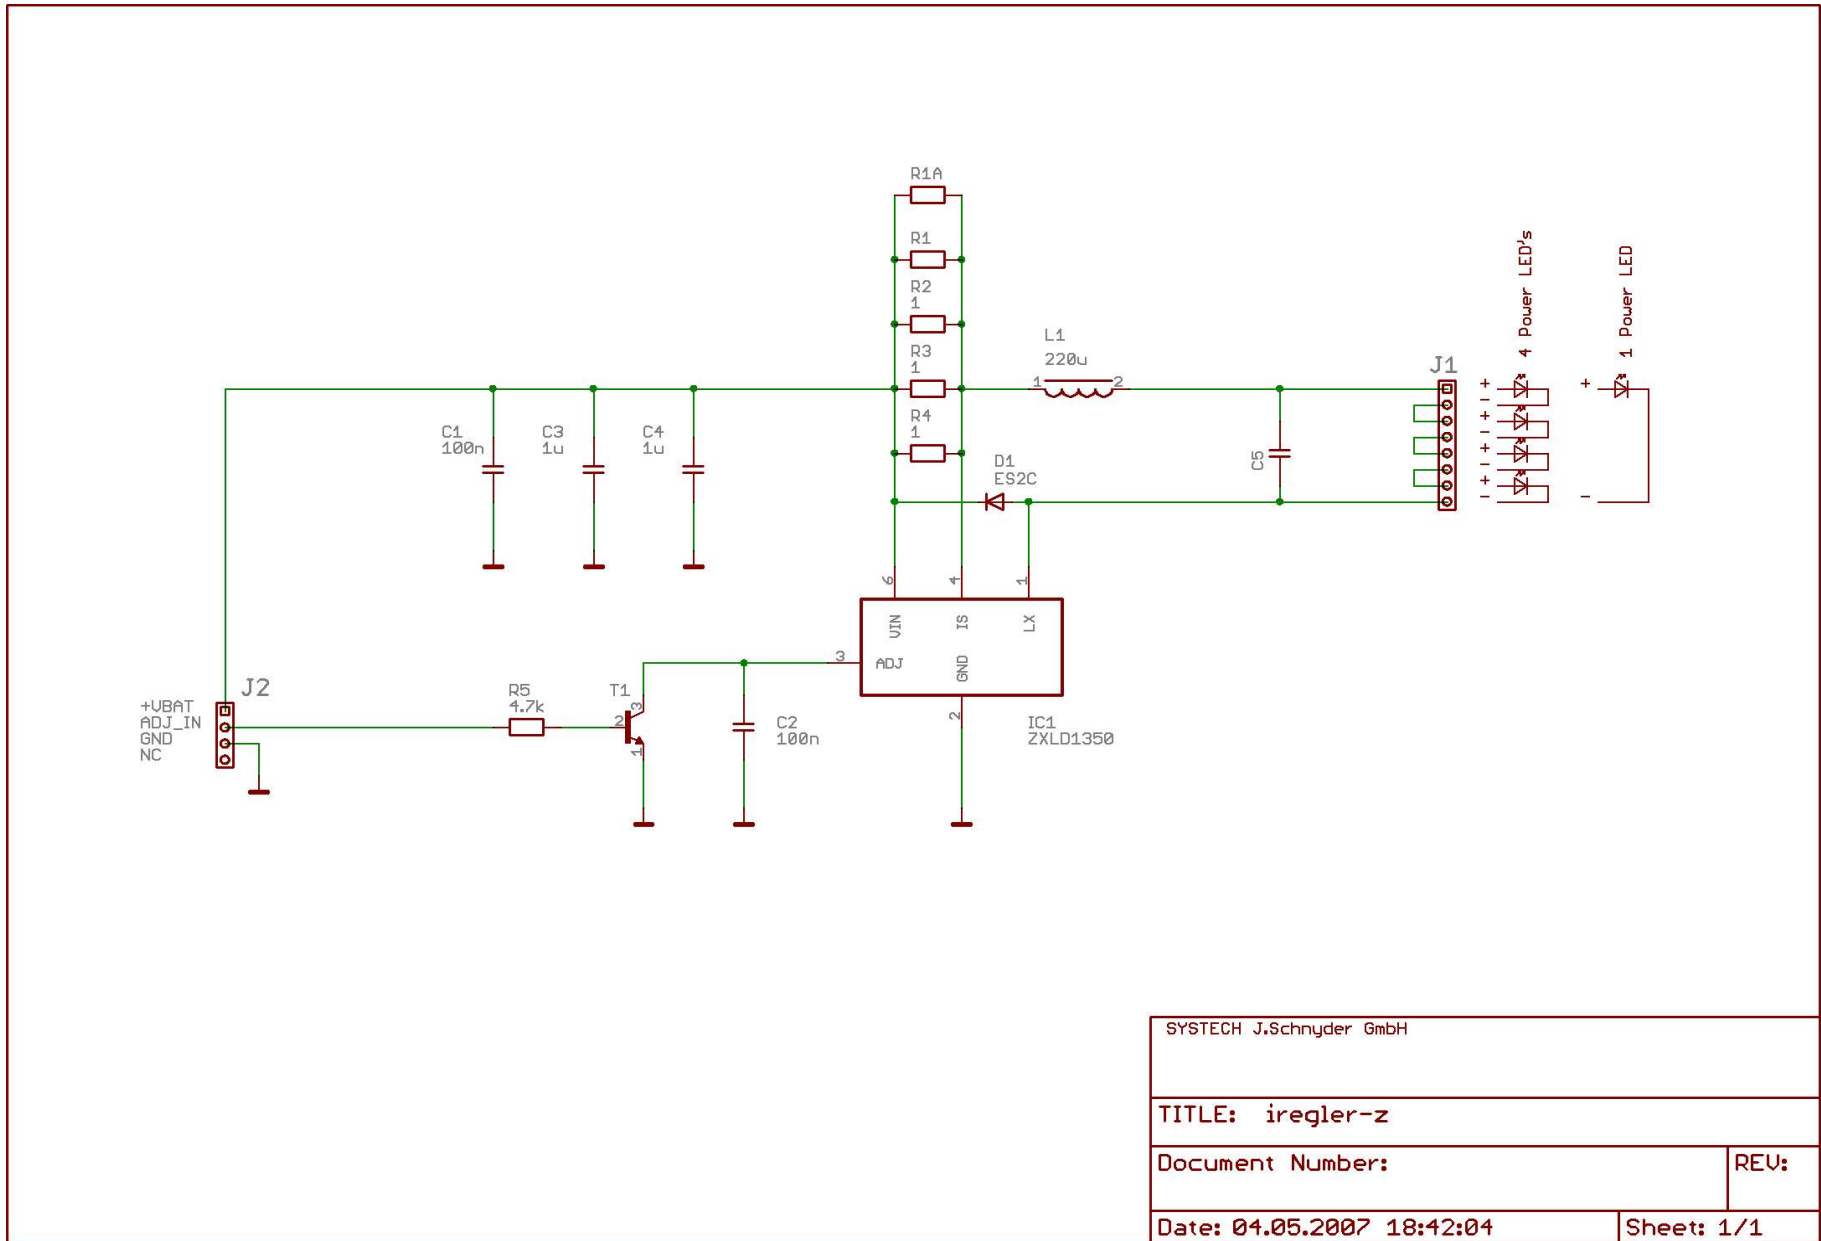 R1A
R1
R2
1
R3
1
R4
1
L1
220u
1 2
J1
4 Power LED's
1 Power LED
+
-
+
-
+
-
+
-
+
-
C1
100n
C3
1u
C4
1u
D1
ES2C
C5
6
4
1
VIN
IS
LX
3
ADJ
GND
2
IC1
ZXLD1350
J2
+VBAT
ADJ_IN
GND
NC
R5
4.7k
T1
3
2
1
C2
100n
SYSTECH J.Schnyder GmbH
TITLE: iregler-z
Document Number:
REV:
Date: 04.05.2007 18:42:04
Sheet: 1/1